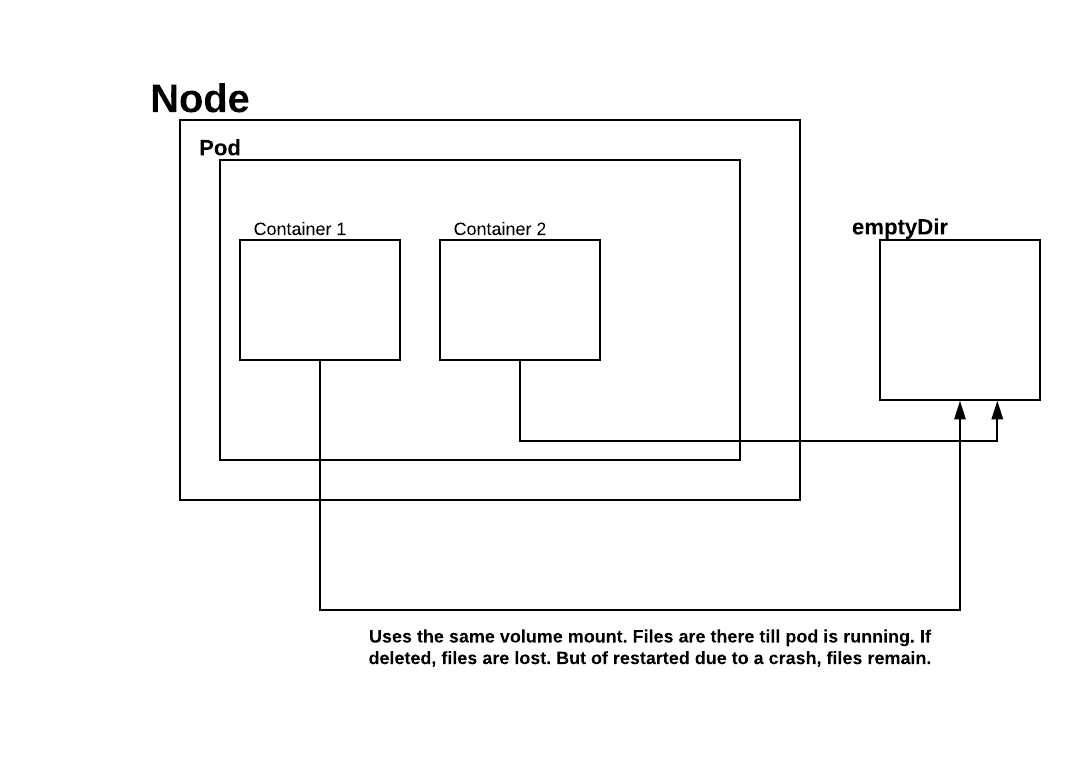 Node
Pod
Container 1
Container 2
emptyDir
Uses the same volume mount. Files are there till pod is running. If
deleted, files are lost. But of restarted due to a crash, files remain.